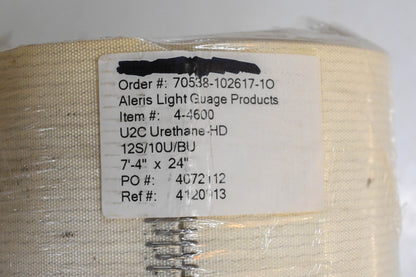 Order #: 70538-102617-1O
Aleris Light Guage Products
Item #: 4-4600
U2C Urethane-HD
12S/10U/BU
7'-4" x 24"
PO #: 4072112
Ref #: 4120913